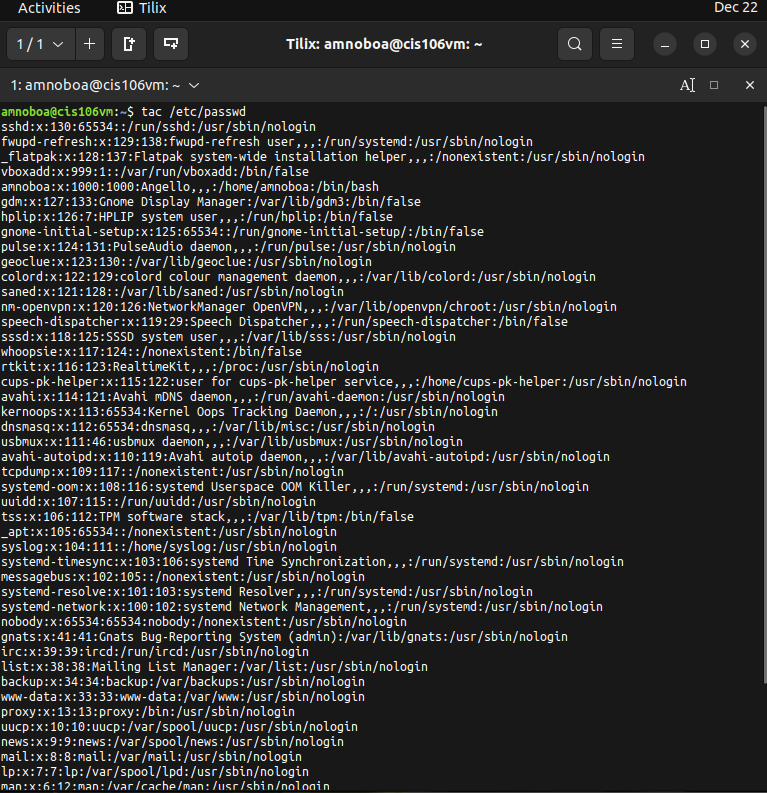 Activities Tilix Dec 22
1 / 1 Tilix: amnoboa@cis106vm: ~
1: amnoboa@cis106vm: ~
amnoboa@cis106vm:~$ tac /etc/passwd
sshd:x:130:65534::/run/sshd:/usr/sbin/nologin
fwupd-refresh:x:129:138:fwupd-refresh user,,,:/run/systemd:/usr/sbin/nologin
_flatpak:x:128:137:Flatpak system-wide installation helper,,,:/nonexistent:/usr/sbin/nologin
vboxadd:x:999:1::/var/run/vboxadd:/bin/false
amnoboa:x:1000:1000:Angello,,,:/home/amnoboa:/bin/bash
gdm:x:127:133:Gnome Display Manager:/var/lib/gdm3:/bin/false
hplip:x:126:7:HPLIP system user,,,:/run/hplip:/bin/false
gnome-initial-setup:x:125:65534::/run/gnome-initial-setup/:/bin/false
pulse:x:124:131:PulseAudio daemon,,,:/run/pulse:/usr/sbin/nologin
geoclue:x:123:130::/var/lib/geoclue:/usr/sbin/nologin
colord:x:122:129:colord colour management daemon,,,:/var/lib/colord:/usr/sbin/nologin
saned:x:121:128::/var/lib/saned:/usr/sbin/nologin
nm-openvpn:x:120:126:NetworkManager OpenVPN,,,:/var/lib/openvpn/chroot:/usr/sbin/nologin
speech-dispatcher:x:119:29:Speech Dispatcher,,,:/run/speech-dispatcher:/bin/false
sssd:x:118:125:SSSD system user,,,:/var/lib/sss:/usr/sbin/nologin
whoopsie:x:117:124::/nonexistent:/bin/false
rtkit:x:116:123:RealtimeKit,,,:/proc:/usr/sbin/nologin
cups-pk-helper:x:115:122:user for cups-pk-helper service,,,:/home/cups-pk-helper:/usr/sbin/nologin
avahi:x:114:121:Avahi mDNS daemon,,,:/run/avahi-daemon:/usr/sbin/nologin
kernoops:x:113:65534:Kernel Oops Tracking Daemon,,,:/:/usr/sbin/nologin
dnsmasq:x:112:65534:dnsmasq,,,:/var/lib/misc:/usr/sbin/nologin
usbmux:x:111:46:usbmux daemon,,,:/var/lib/usbmux:/usr/sbin/nologin
avahi-autoipd:x:110:119:Avahi autoip daemon,,,:/var/lib/avahi-autoipd:/usr/sbin/nologin
tcpdump:x:109:117::/nonexistent:/usr/sbin/nologin
systemd-oom:x:108:116:systemd Userspace OOM Killer,,,:/run/systemd:/usr/sbin/nologin
uuidd:x:107:115::/run/uuidd:/usr/sbin/nologin
tss:x:106:112:TPM software stack,,,:/var/lib/tpm:/bin/false
_apt:x:105:65534::/nonexistent:/usr/sbin/nologin
syslog:x:104:111::/home/syslog:/usr/sbin/nologin
systemd-timesync:x:103:106:systemd Time Synchronization,,,:/run/systemd:/usr/sbin/nologin
messagebus:x:102:105::/nonexistent:/usr/sbin/nologin
systemd-resolve:x:101:103:systemd Resolver,,,:/run/systemd:/usr/sbin/nologin
systemd-network:x:100:102:systemd Network Management,,,:/run/systemd:/usr/sbin/nologin
nobody:x:65534:65534:nobody:/nonexistent:/usr/sbin/nologin
gnats:x:41:41:Gnats Bug-Reporting System (admin):/var/lib/gnats:/usr/sbin/nologin
irc:x:39:39:ircd:/run/ircd:/usr/sbin/nologin
list:x:38:38:Mailing List Manager:/var/list:/usr/sbin/nologin
backup:x:34:34:backup:/var/backups:/usr/sbin/nologin
www-data:x:33:33:www-data:/var/www:/usr/sbin/nologin
proxy:x:13:13:proxy:/bin:/usr/sbin/nologin
uucp:x:10:10:uucp:/var/spool/uucp:/usr/sbin/nologin
news:x:9:9:news:/var/spool/news:/usr/sbin/nologin
mail:x:8:8:mail:/var/mail:/usr/sbin/nologin
lp:x:7:7:lp:/var/spool/lpd:/usr/sbin/nologin
man:x:6:12:man:/var/cache/man:/usr/sbin/nologin